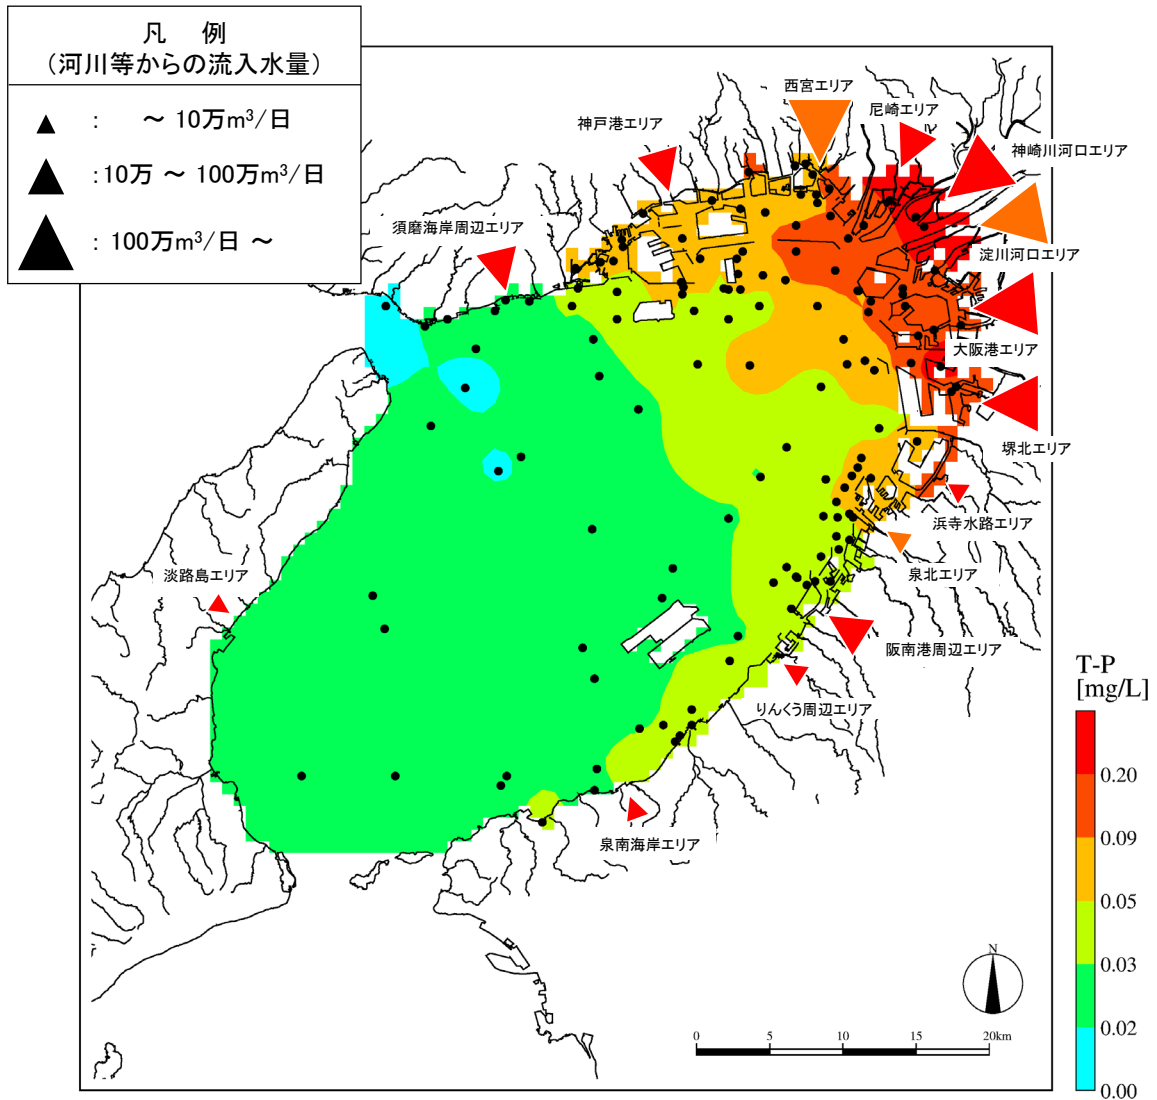 凡 例
（河川等からの流入水量）
： ～ 10万m³/日
：10万 ～ 100万m³/日
： 100万m³/日 ～
西宮エリア
尼崎エリア
神戸港エリア
神崎川河口エリア
須磨海岸周辺エリア
淀川河口エリア
大阪港エリア
堺北エリア
浜寺水路エリア
淡路島エリア
泉北エリア
阪南港周辺エリア
りんくう周辺エリア
泉南海岸エリア
T-P
[mg/L]
0.20
0.09
0.05
0.03
0.02
0.00
N
0 5 10 15 20km